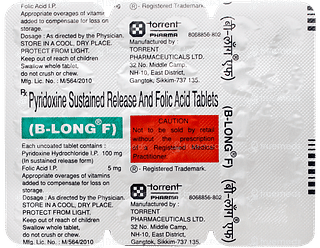 Folic Acid I.P.
Appropriate overages of vitamins
added to compensate for loss on
storage.
Dosage : As directed by the Physician.
STORE IN A COOL, DRY PLACE.
PROTECT FROM LIGHT.
Keep out of reach of children
Swallow whole tablet,
do not crush or chew.
Mfg. Lic. No. : M/564/2010
® - Registered Trademark.
torrent
PHARMA
8068856-802
Manufactured by :
TORRENT
PHARMACEUTICALS LTD.
32 No. Middle Camp,
NH-10, East District,
Gangtok, Sikkim-737 135.
Rx Pyridoxine Sustained Release And Folic Acid Tablets
(B-LONG® F)
Each uncoated tablet contains :
Pyridoxine Hydrochloride I.P. 100 mg
(In sustained release form)
Folic Acid I.P. 5 mg
Appropriate overages of vitamins
added to compensate for loss on
storage.
Dosage : As directed by the Physician.
STORE IN A COOL, DRY PLACE.
PROTECT FROM LIGHT.
Keep out of reach of children
Swallow whole tablet,
do not crush or chew.
Mfg. Lic. No. : M/564/2010
CAUTION
Not to be sold by retail
without the prescription
of a Registered Medical
Practitioner.
® - Registered Trademark.
torrent
PHARMA
8068856-802
Manufactured by :
TORRENT
PHARMACEUTICALS LTD.
32 No. Middle Camp,
NH-10, East District,
Gangtok, Sikkim-737 135.
(बी-लॉंग एफ)
(B-LONG® F)
(बी-लॉंग एफ)